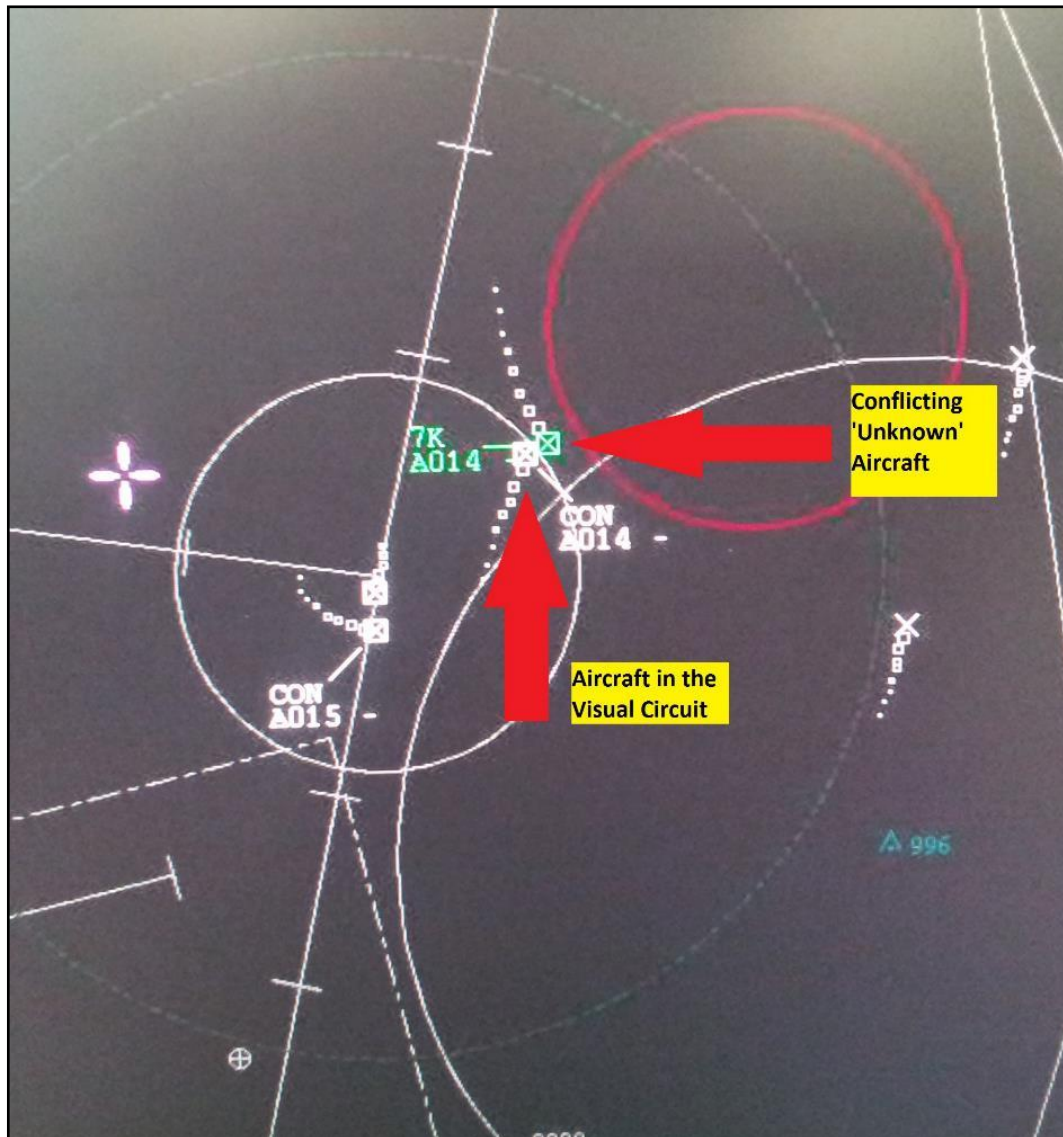 7K
A014 -
CON
A014 -
Conflicting
'Unknown'
Aircraft
Aircraft in the
Visual Circuit
CON
A015 -
996